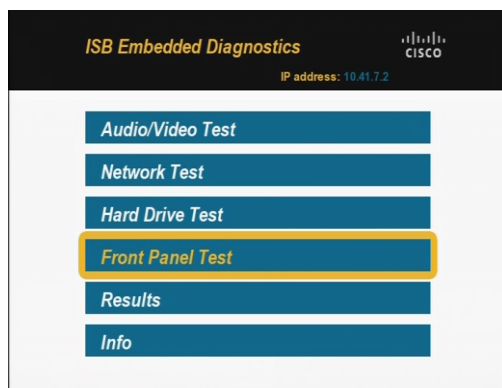 ISB Embedded Diagnostics
CISCO
IP address: 10.41.7.2
Audio/Video Test
Network Test
Hard Drive Test
Front Panel Test
Results
Info